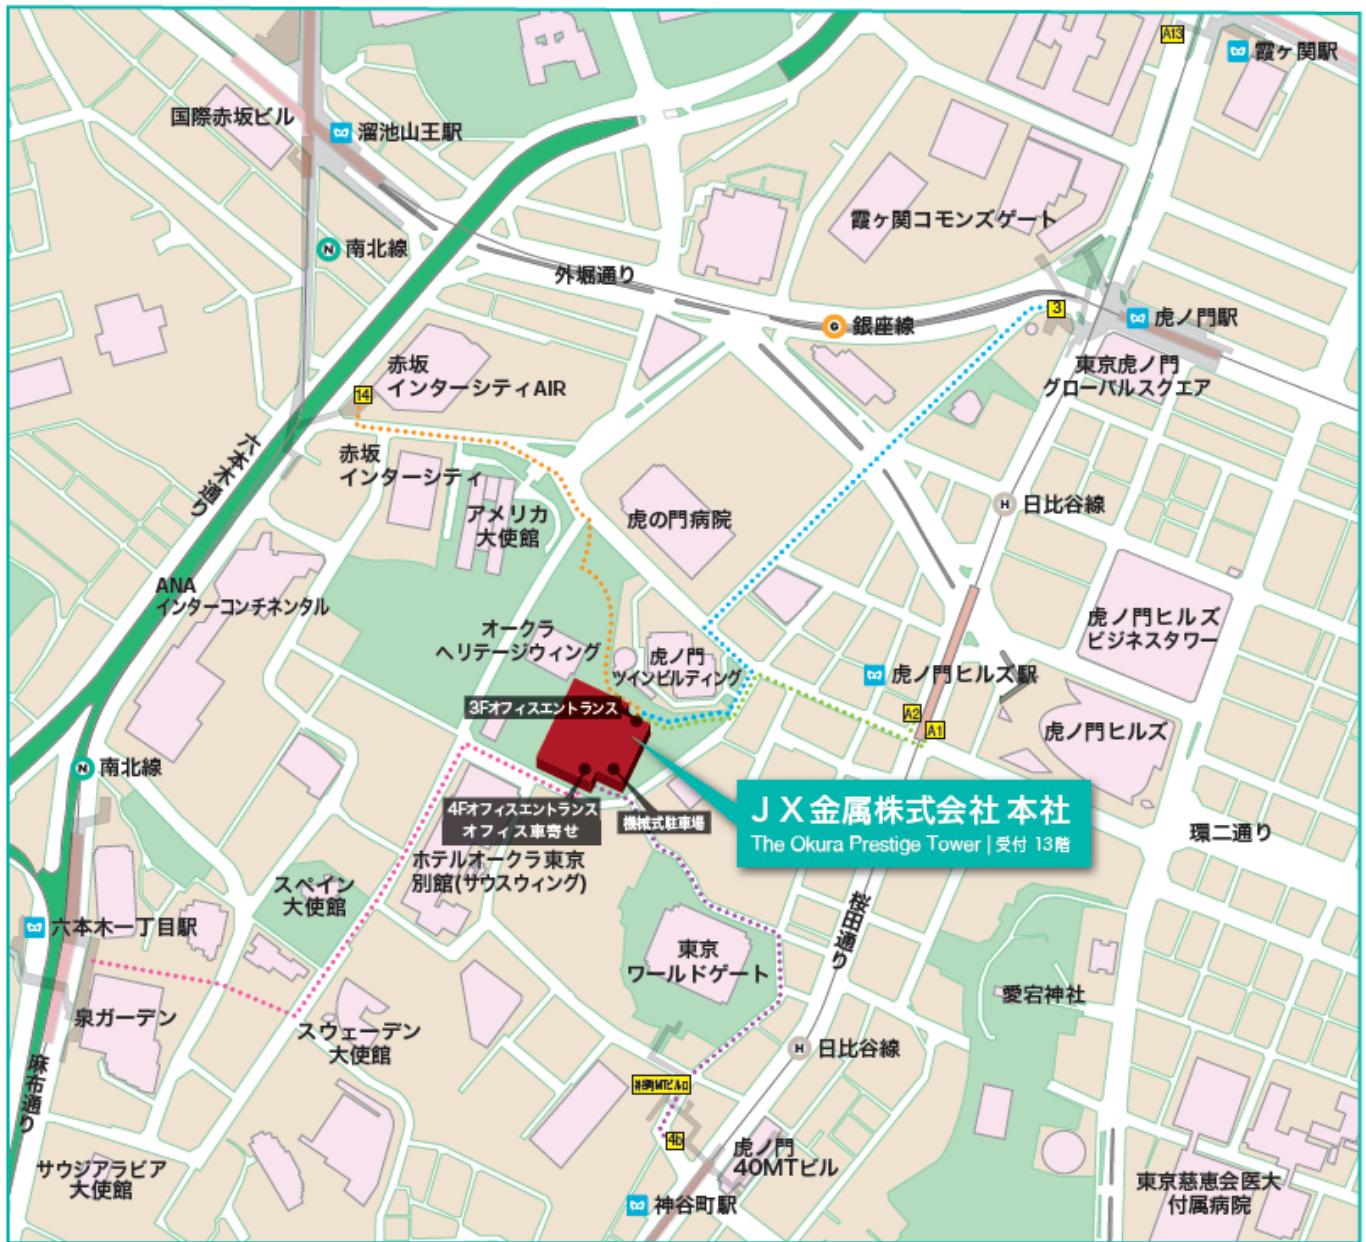 A13
霞ヶ関駅
国際赤坂ビル
溜池山王駅
霞ヶ関コモンズゲート
N
南北線
外堀通り
3
虎ノ門駅
G
銀座線
東京虎ノ門
グローバルスクエア
赤坂
インターシティAIR
14
六本木通り
赤坂
インターシティ
アメリカ
大使館
虎の門病院
H
日比谷線
ANA
インターコンチネンタル
オークラ
ヘリテージウィング
虎ノ門
ツインビルディング
虎ノ門ヒルズ
ビジネスタワー
虎ノ門ヒルズ駅
3Fオフィスエントランス
A2
A1
虎ノ門ヒルズ
N
南北線
4Fオフィスエントランス
オフィス車寄せ
機械式駐車場
JX金属株式会社 本社
The Okura Prestige Tower | 受付 13階
環二通り
ホテルオークラ東京
別館(サウスウィング)
スペイン
大使館
桜田通り
六本木一丁目駅
東京
ワールドゲート
愛宕神社
泉ガーデン
スウェーデン
大使館
H
日比谷線
麻布通り
神谷町MTビル口
4b
虎ノ門
40MTビル
サウジアラビア
大使館
神谷町駅
東京慈恵会医大
付属病院